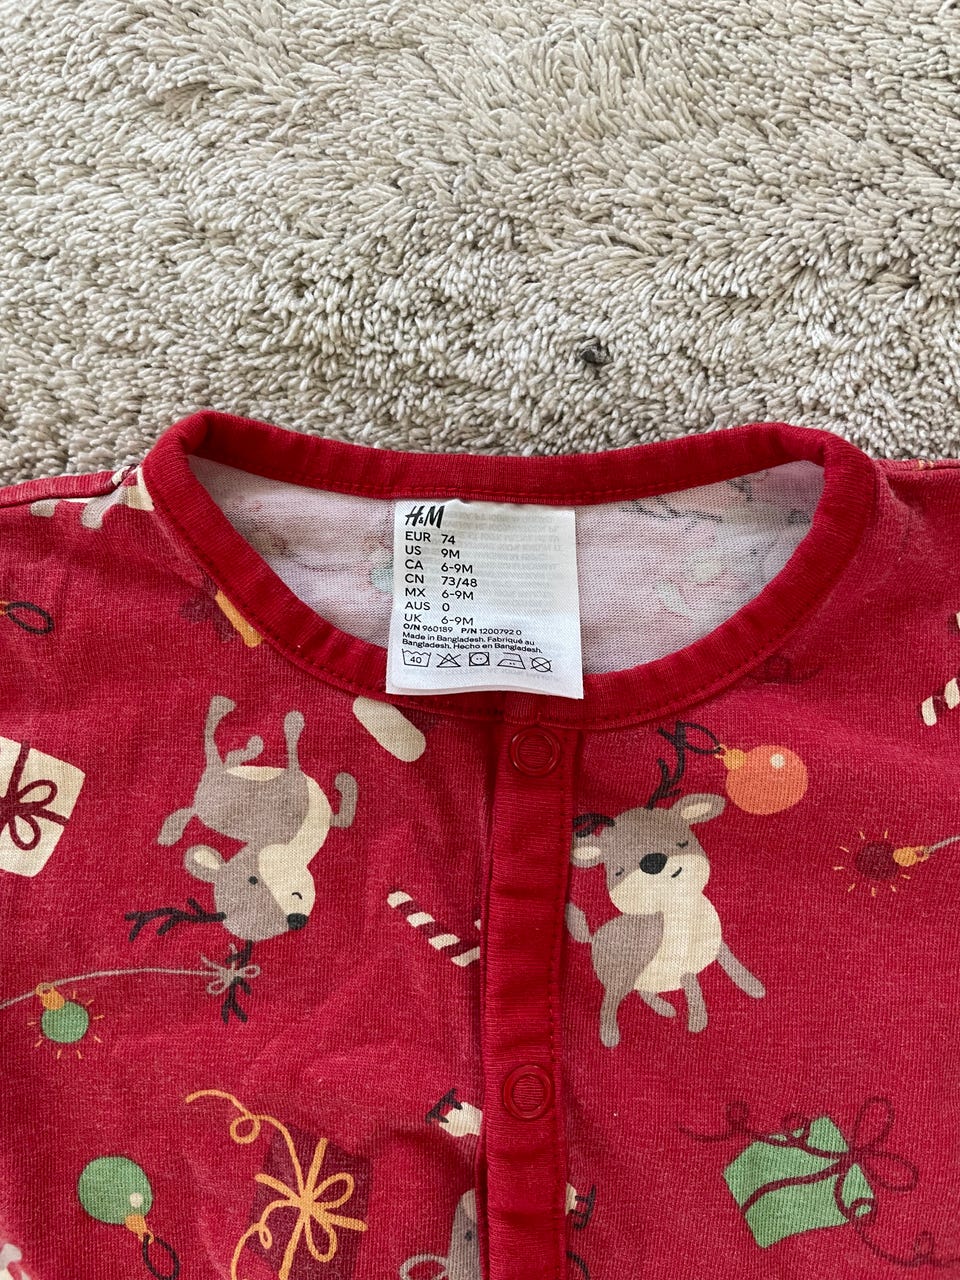 H&M
EUR 74
US 9M
CA 6-9M
CN 73/48
MX 6-9M
AUS 0
UK 6-9M
O/N 960189 P/N 1200792 0
Made in Bangladesh. Fabriqué au
Bangladesh. Hecho en Bangladesh.
40